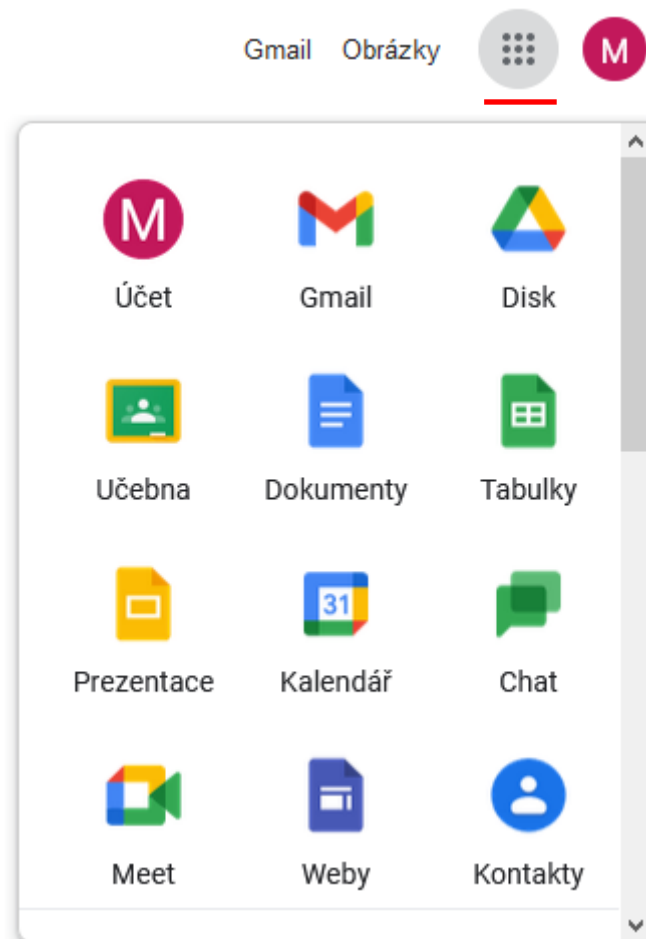 Gmail Obrázky M
M
Účet Gmail Disk
Učebna Dokumenty Tabulky
31
Prezentace Kalendář Chat
Meet Weby Kontakty